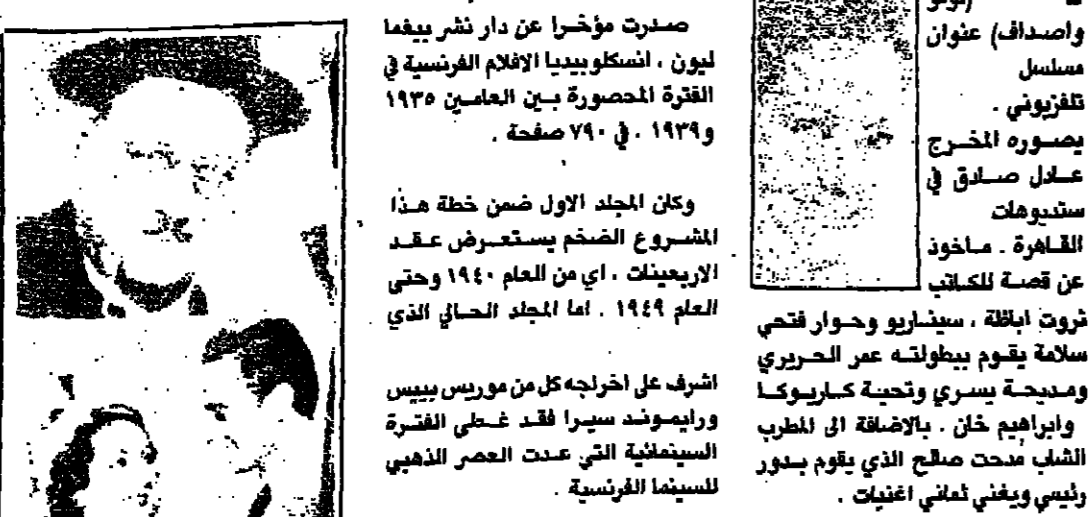 (لولو
واصداف) عنوان
مسلسل
تلفزيوني .
يصوره المخرج
عادل صادق في
ستديوهات
القاهرة . ماخوذ
عن قصة للكاتب
ثروت اباظة ، سيناريو وحوار فتحي
سلامة يقوم ببطولته عمر الحريري
ومديحة يسري وتحية كاريوكا
وابراهيم خان . بالاضافة الى المطرب
الشاب مدحت صالح الذي يقوم بدور
رئيسي ويغني ثماني اغنيات .
صدرت مؤخرا عن دار نشر بيغما
ليون ، انسكلوبيديا الافلام الفرنسية في
الفترة المحصورة بين العامين ١٩٣٥
و١٩٣٩ . في ٧٩٠ صفحة .
وكان المجلد الاول ضمن خطة هذا
المشروع الضخم يستعرض عقد
الاربعينات ، اي من العام ١٩٤٠ وحتى
العام ١٩٤٩ . اما المجلد الحالي الذي
اشرف على اخراجه كل من موريس بيبس
ورايموند سيرا فقد غطى الفترة
السينمائية التي عدت العصر الذهبي
للسينما الفرنسية .